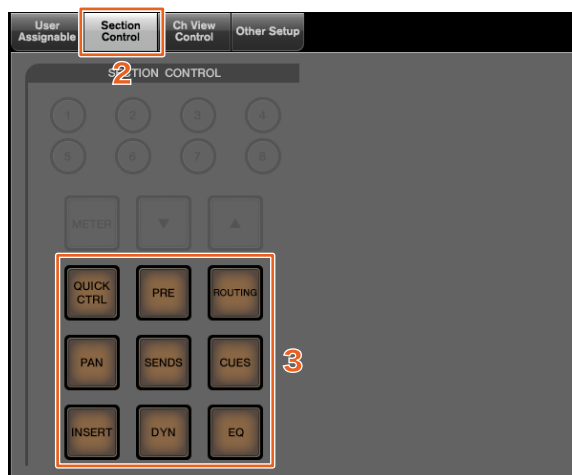 User Assignable
Section Control
Ch View Control
Other Setup
2
SECTION CONTROL
1 2 3 4
5 6 7 8
METER ▼ ▲
QUICK CTRL PRE ROUTING
PAN SENDS CUES
3
INSERT DYN EQ